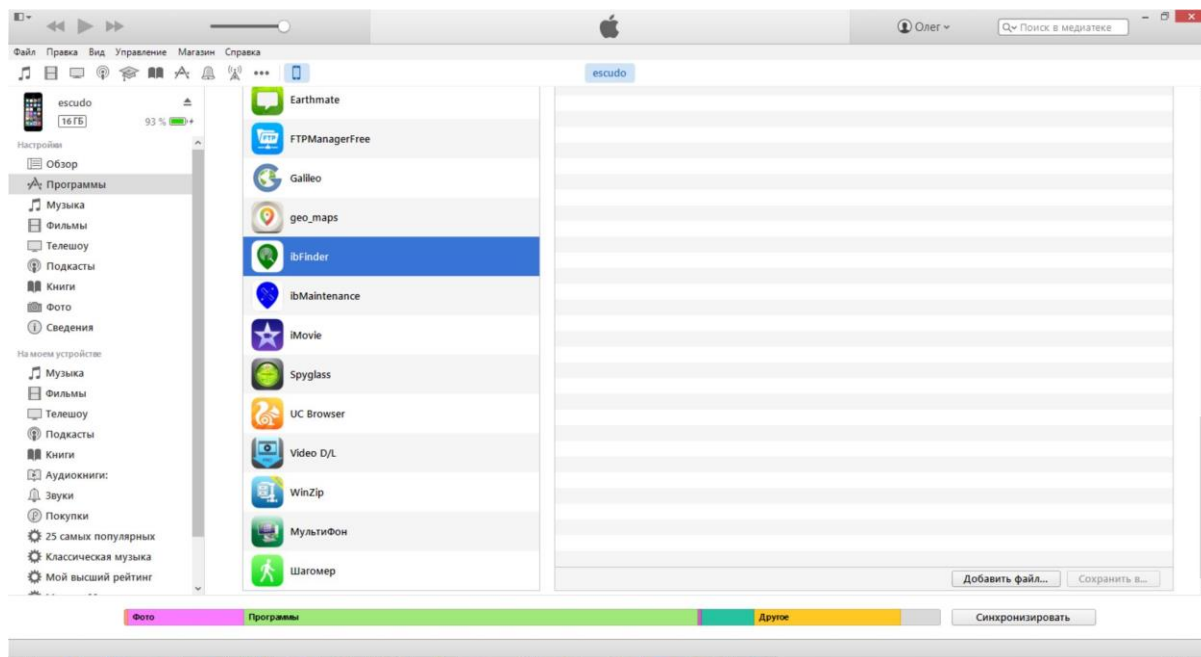 Олег
Поиск в медиатеке
Файл Правка Вид Управление Магазин Справка
escudo
escudo
16 ГБ
93 %
Настройки
Обзор
Программы
Музыка
Фильмы
Телешоу
Подкасты
Книги
Фото
Сведения
На моем устройстве
Музыка
Фильмы
Телешоу
Подкасты
Книги
Аудиокниги:
Звуки
Покупки
25 самых популярных
Классическая музыка
Мой высший рейтинг
Earthmate
FTP
FTPManagerFree
Galileo
geo_maps
ibFinder
ibMaintenance
iMovie
Spyglass
UC Browser
Video D/L
WinZip
МультиФон
Шагомер
Добавить файл...
Сохранить в...
Фото
Программы
Другое
Синхронизировать